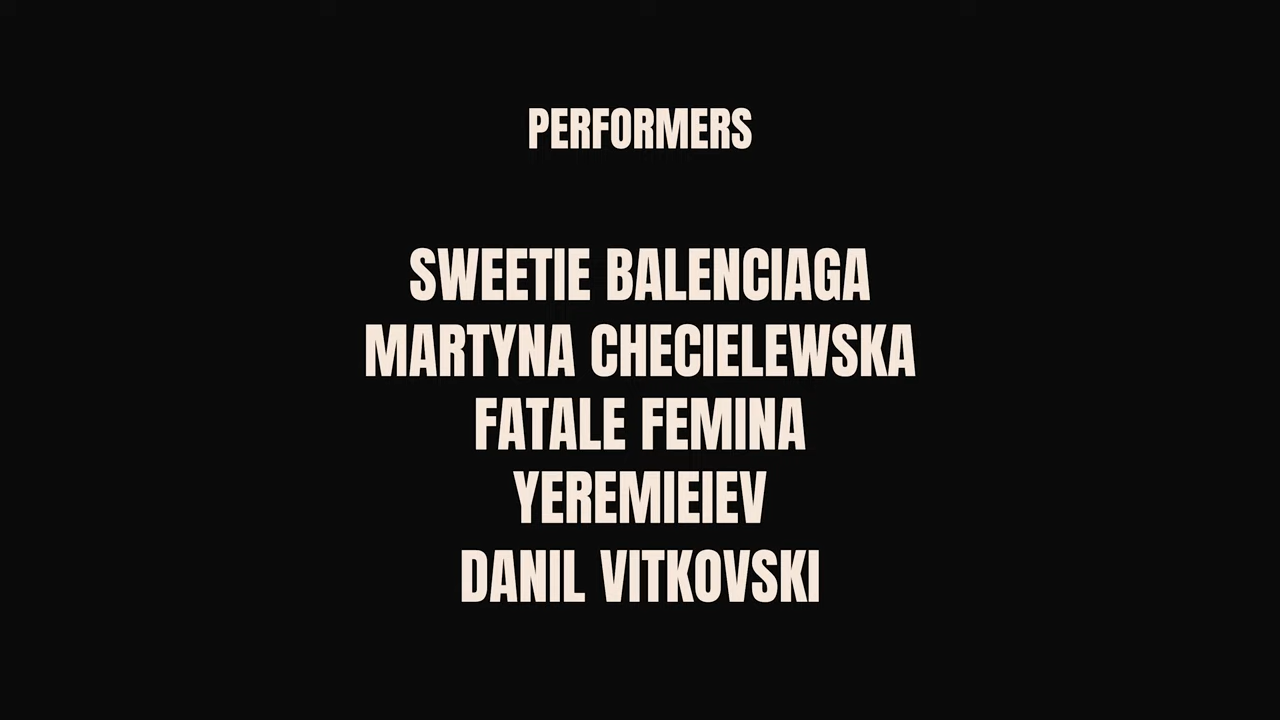 PERFORMERS
SWEETIE BALENCIAGA
MARTYNA CHECIELEWSKA
FATALE FEMINA
YEREMIEIEV
DANIL VITKOVSKI